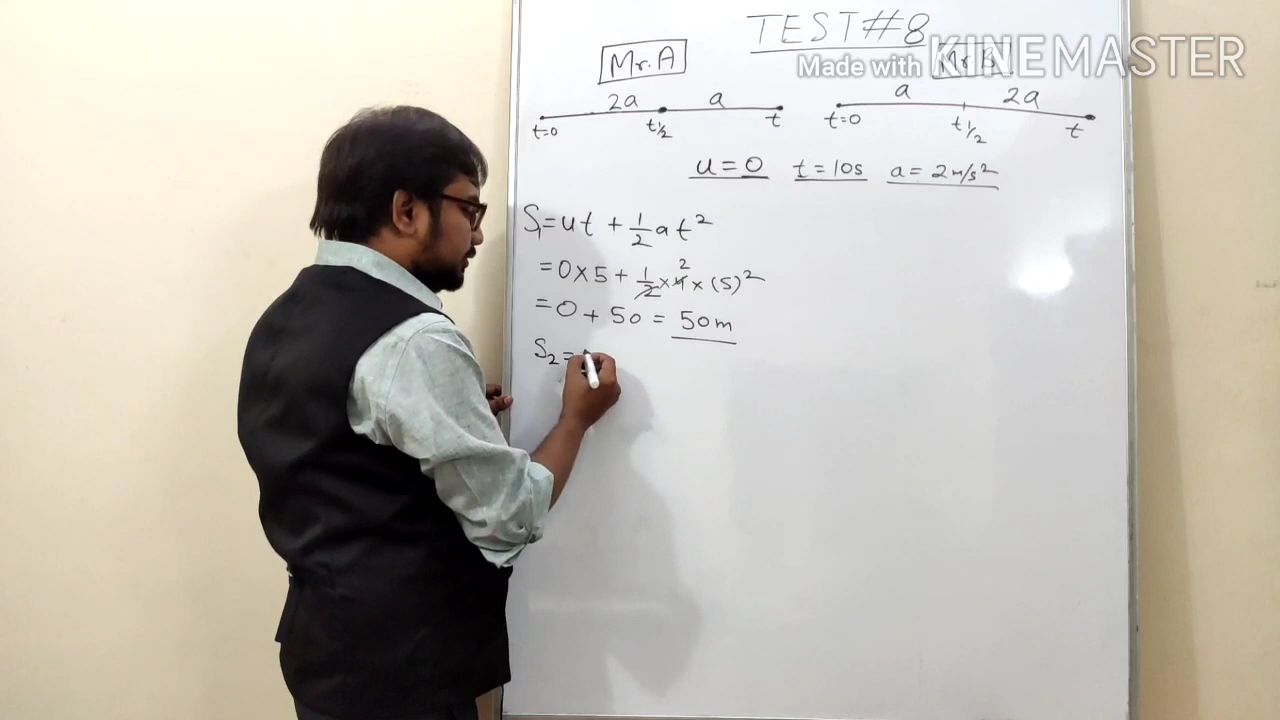 TEST#8
Made with KINEMASTER
Mr. A
2a a
t=0 t1/2 t
a 2a
t=0 t1/2 t
u=0 t=10s a=2m/s²
S₁=ut+1/2at²
=0×5+1/2×4×(5)² 2
=0+50=50m
S₂=